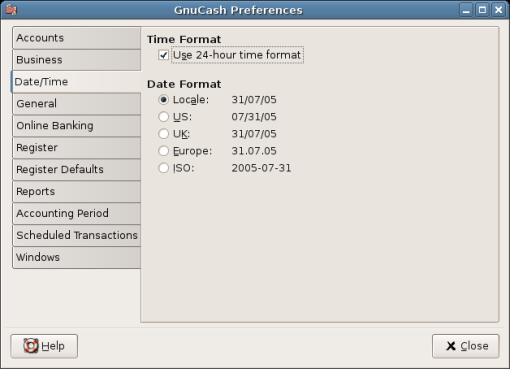 GnuCash Preferences
Accounts
Business
Date/Time
General
Online Banking
Register
Register Defaults
Reports
Accounting Period
Scheduled Transactions
Windows
Time Format
Use 24-hour time format
Date Format
Locale: 31/07/05
US: 07/31/05
UK: 31/07/05
Europe: 31.07.05
ISO: 2005-07-31
Help
Close